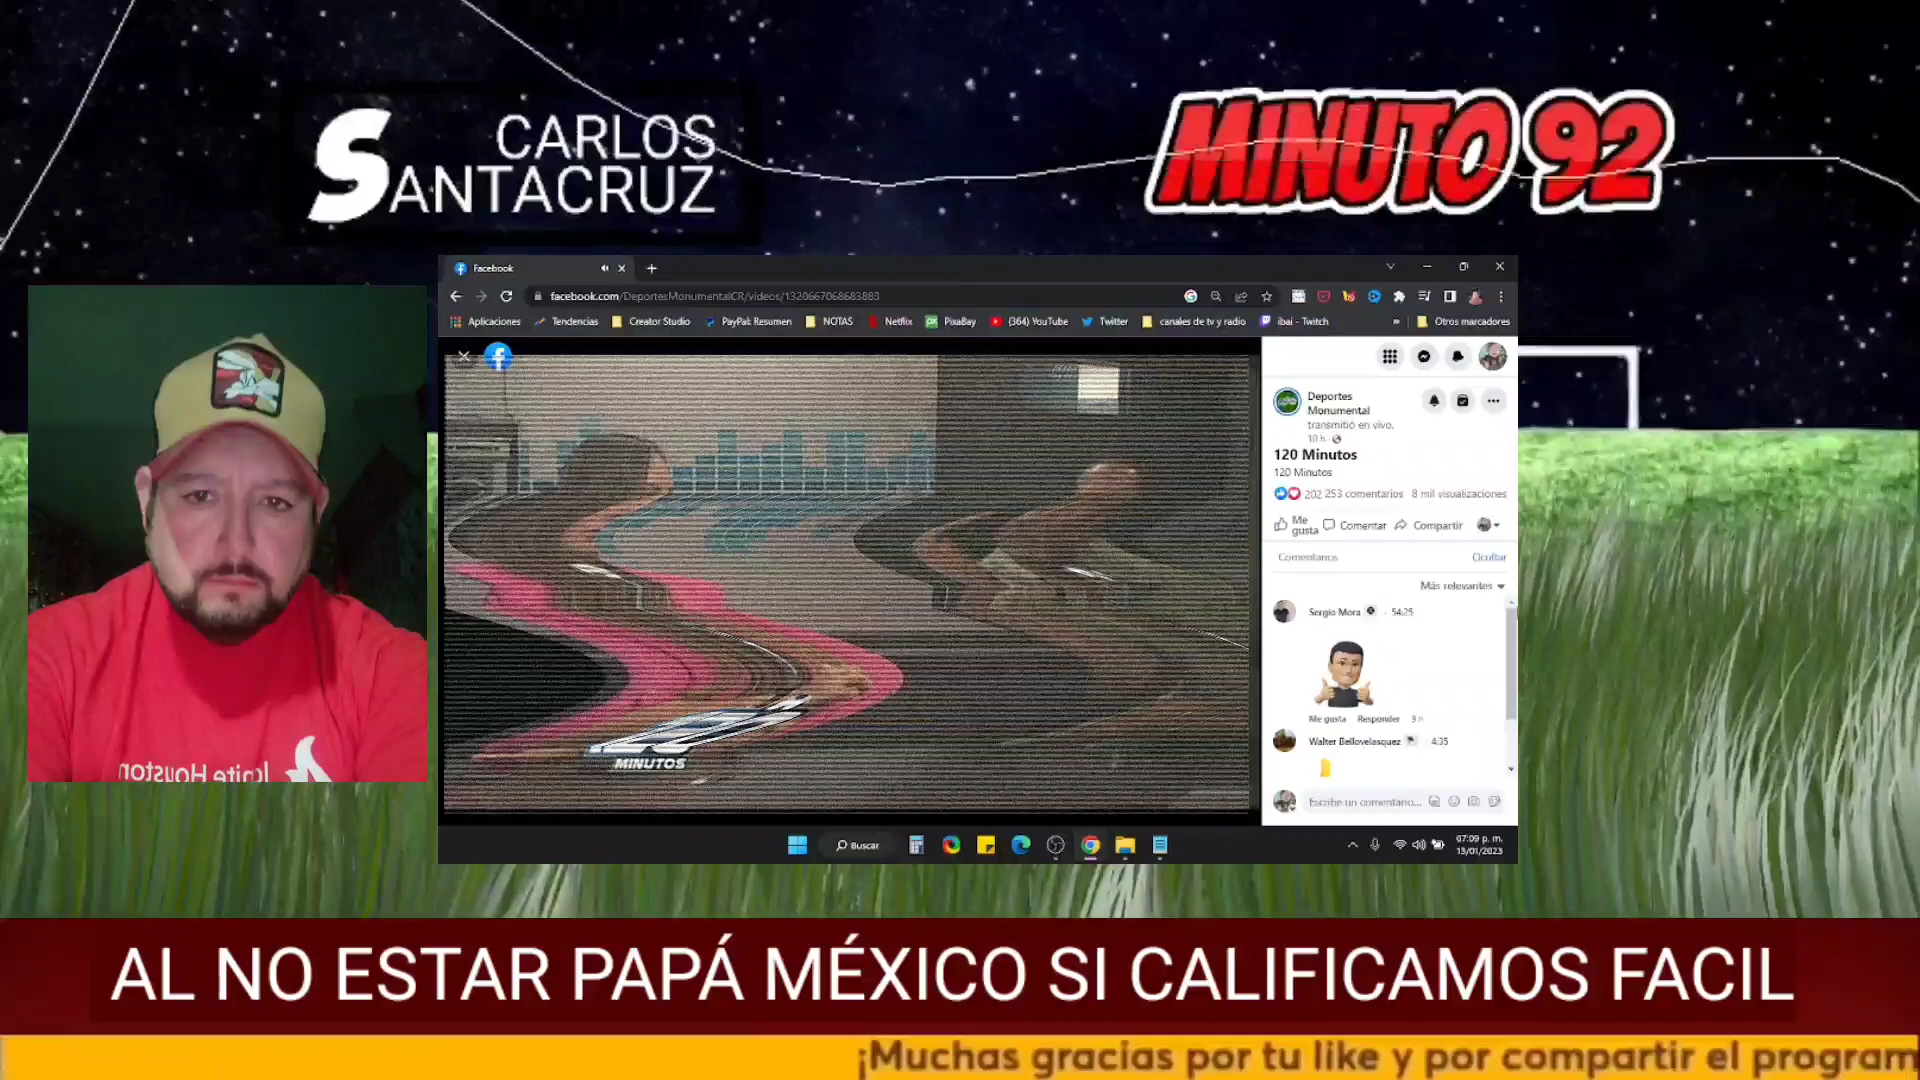 CARLOS
SANTACRUZ
MINUTO 92
Facebook
facebook.com/DeportesMonumentalCR/videos/1320667068683883
Aplicaciones
Tendencias
Creator Studio
PayPal: Resumen
NOTAS
Netflix
PixaBay
(364) YouTube
Twitter
canales de tv y radio
ibai - Twitch
»
Otros marcadores
Deportes
Monumental
transmitió en vivo.
10 h
120 Minutos
120 Minutos
202 253 comentarios 8 mil visualizaciones
Me gusta
Comentar
Compartir
Comentarios
Ocultar
Más relevantes
Sergio Mora · 54:25
Me gusta Responder 9 h
Walter Bellovelasquez · 4:35
Escribe un comentario...
MINUTOS
Ignite Houston
Buscar
07:09 p. m.
13/01/2023
AL NO ESTAR PAPÁ MÉXICO SI CALIFICAMOS FACIL
¡Muchas gracias por tu like y por compartir el program